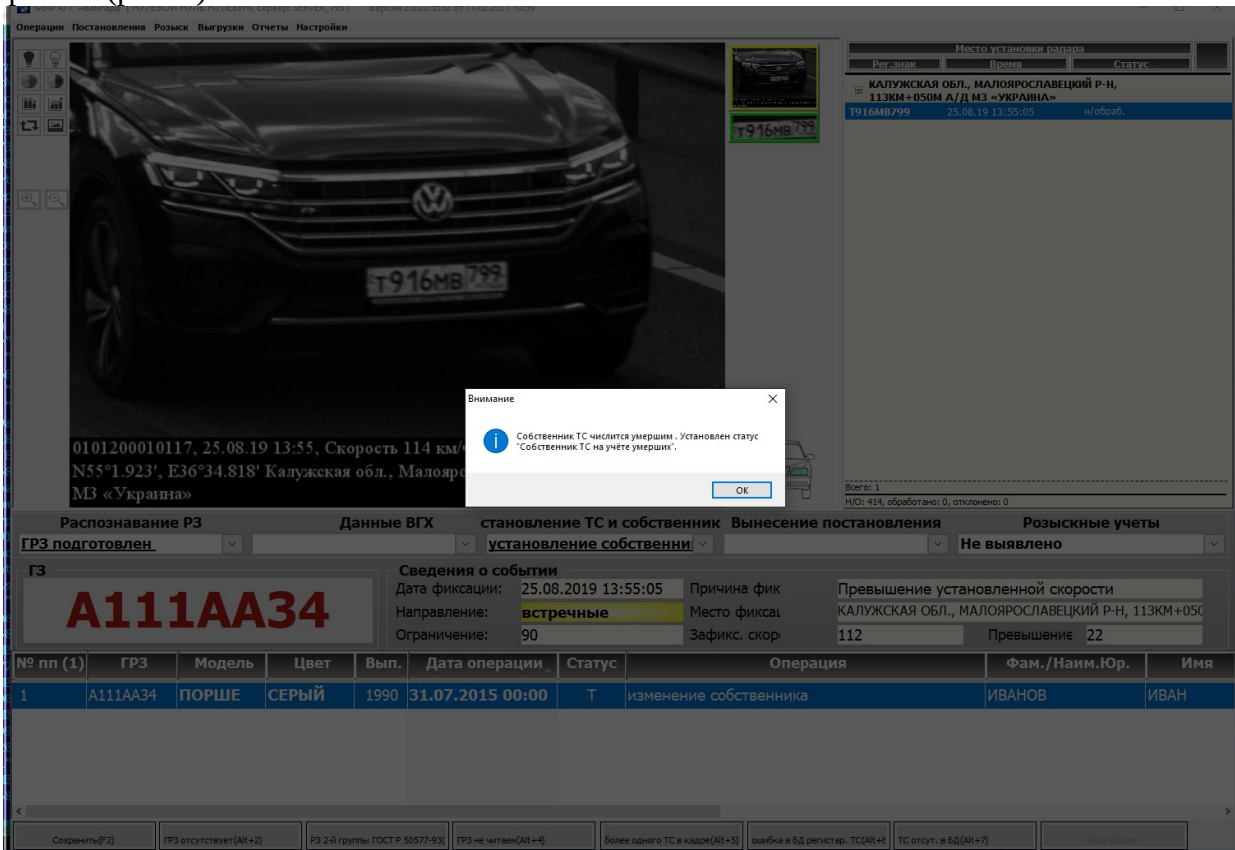 Операции Постановления Розыск Выгрузки Отчеты Настройки
Место установки радара
Рег.знак Время Статус
КАЛУЖСКАЯ ОБЛ., МАЛОЯРОСЛАВЕЦКИЙ Р-Н,
113КМ+050М А/Д М3 «УКРАИНА»
Т916МВ799 25.08.19 13:55:05 н/обраб.
Т916МВ 799
Т916МВ 799
Внимание
Собственник ТС числится умершим . Установлен статус
"Собственник ТС на учёте умерших".
OK
0101200010117, 25.08.19 13:55, Скорость 114 км/
N55°1.923', E36°34.818' Калужская обл., Малояро
М3 «Украина»
Всего: 1
Н/О: 414, обработано: 0, отклонено: 0
Распознавание РЗ Данные ВГХ становление ТС и собственник Вынесение постановления Розыскные учеты
ГРЗ подготовлен установление собственни Не выявлено
ГЗ
А111АА34
Сведения о событии
Дата фиксации: 25.08.2019 13:55:05 Причина фик Превышение установленной скорости
Направление: встречные Место фиксац КАЛУЖСКАЯ ОБЛ., МАЛОЯРОСЛАВЕЦКИЙ Р-Н, 113КМ+050
Ограничение: 90 Зафикс. скоро 112 Превышение 22
№ пп (1) ГРЗ Модель Цвет Вып. Дата операции Статус Операция Фам./Наим.Юр. Имя
1 А111АА34 ПОРШЕ СЕРЫЙ 1990 31.07.2015 00:00 Т изменение собственника ИВАНОВ ИВАН
Сохранить(F2) ГРЗ отсутствует(Alt+2) РЗ 2-й группы ГОСТ Р 50577-93( ГРЗ не читаем(Alt+4) более одного ТС в кадре(Alt+5) ошибка в БД регистар. ТС(Alt+6 ТС отсут. в БД(Alt+7)